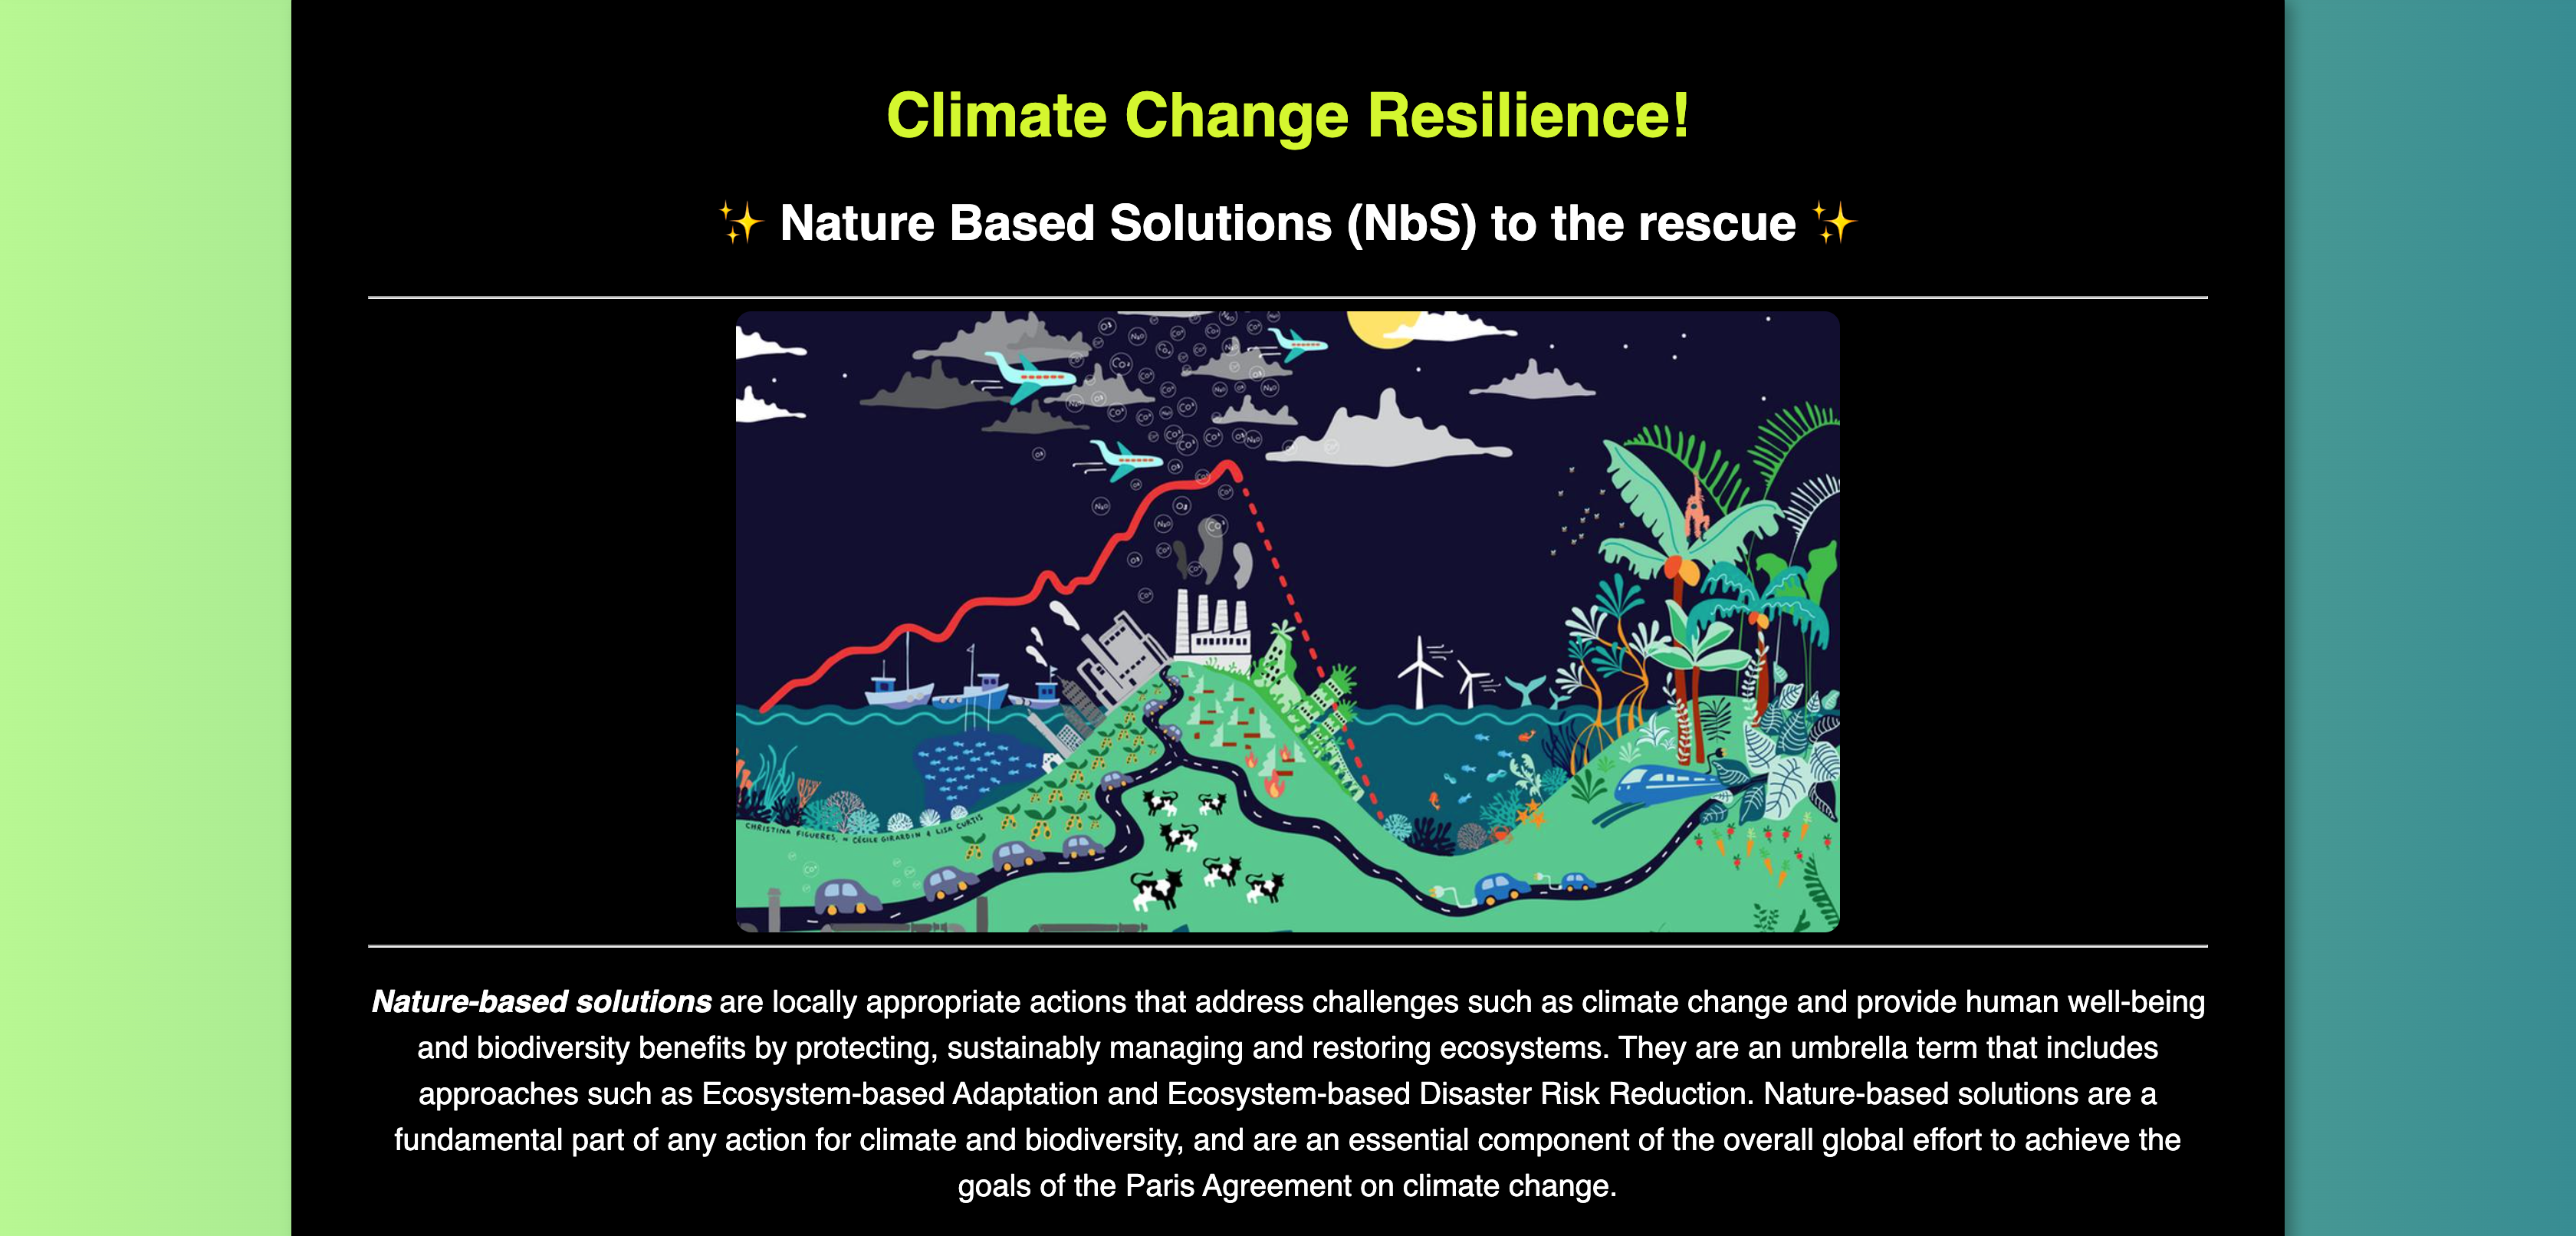 Climate Change Resilience!
✨ Nature Based Solutions (NbS) to the rescue ✨
CHRISTINA FIGUERES, = CÉCILE GIRARDIN & LISA CURTIS
Nature-based solutions are locally appropriate actions that address challenges such as climate change and provide human well-being
and biodiversity benefits by protecting, sustainably managing and restoring ecosystems. They are an umbrella term that includes
approaches such as Ecosystem-based Adaptation and Ecosystem-based Disaster Risk Reduction. Nature-based solutions are a
fundamental part of any action for climate and biodiversity, and are an essential component of the overall global effort to achieve the
goals of the Paris Agreement on climate change.